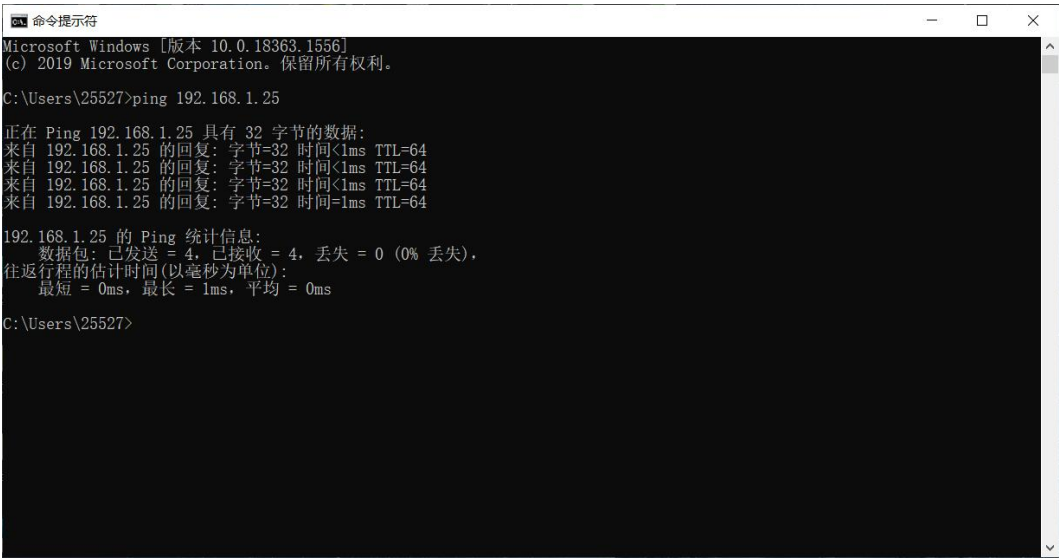 命令提示符
Microsoft Windows [版本 10.0.18363.1556]
(c) 2019 Microsoft Corporation。保留所有权利。
C:\Users\25527>ping 192.168.1.25
正在 Ping 192.168.1.25 具有 32 字节的数据:
来自 192.168.1.25 的回复: 字节=32 时间<1ms TTL=64
来自 192.168.1.25 的回复: 字节=32 时间<1ms TTL=64
来自 192.168.1.25 的回复: 字节=32 时间<1ms TTL=64
来自 192.168.1.25 的回复: 字节=32 时间=1ms TTL=64
192.168.1.25 的 Ping 统计信息:
    数据包: 已发送 = 4，已接收 = 4，丢失 = 0 (0% 丢失)，
往返行程的估计时间(以毫秒为单位):
    最短 = 0ms，最长 = 1ms，平均 = 0ms
C:\Users\25527>